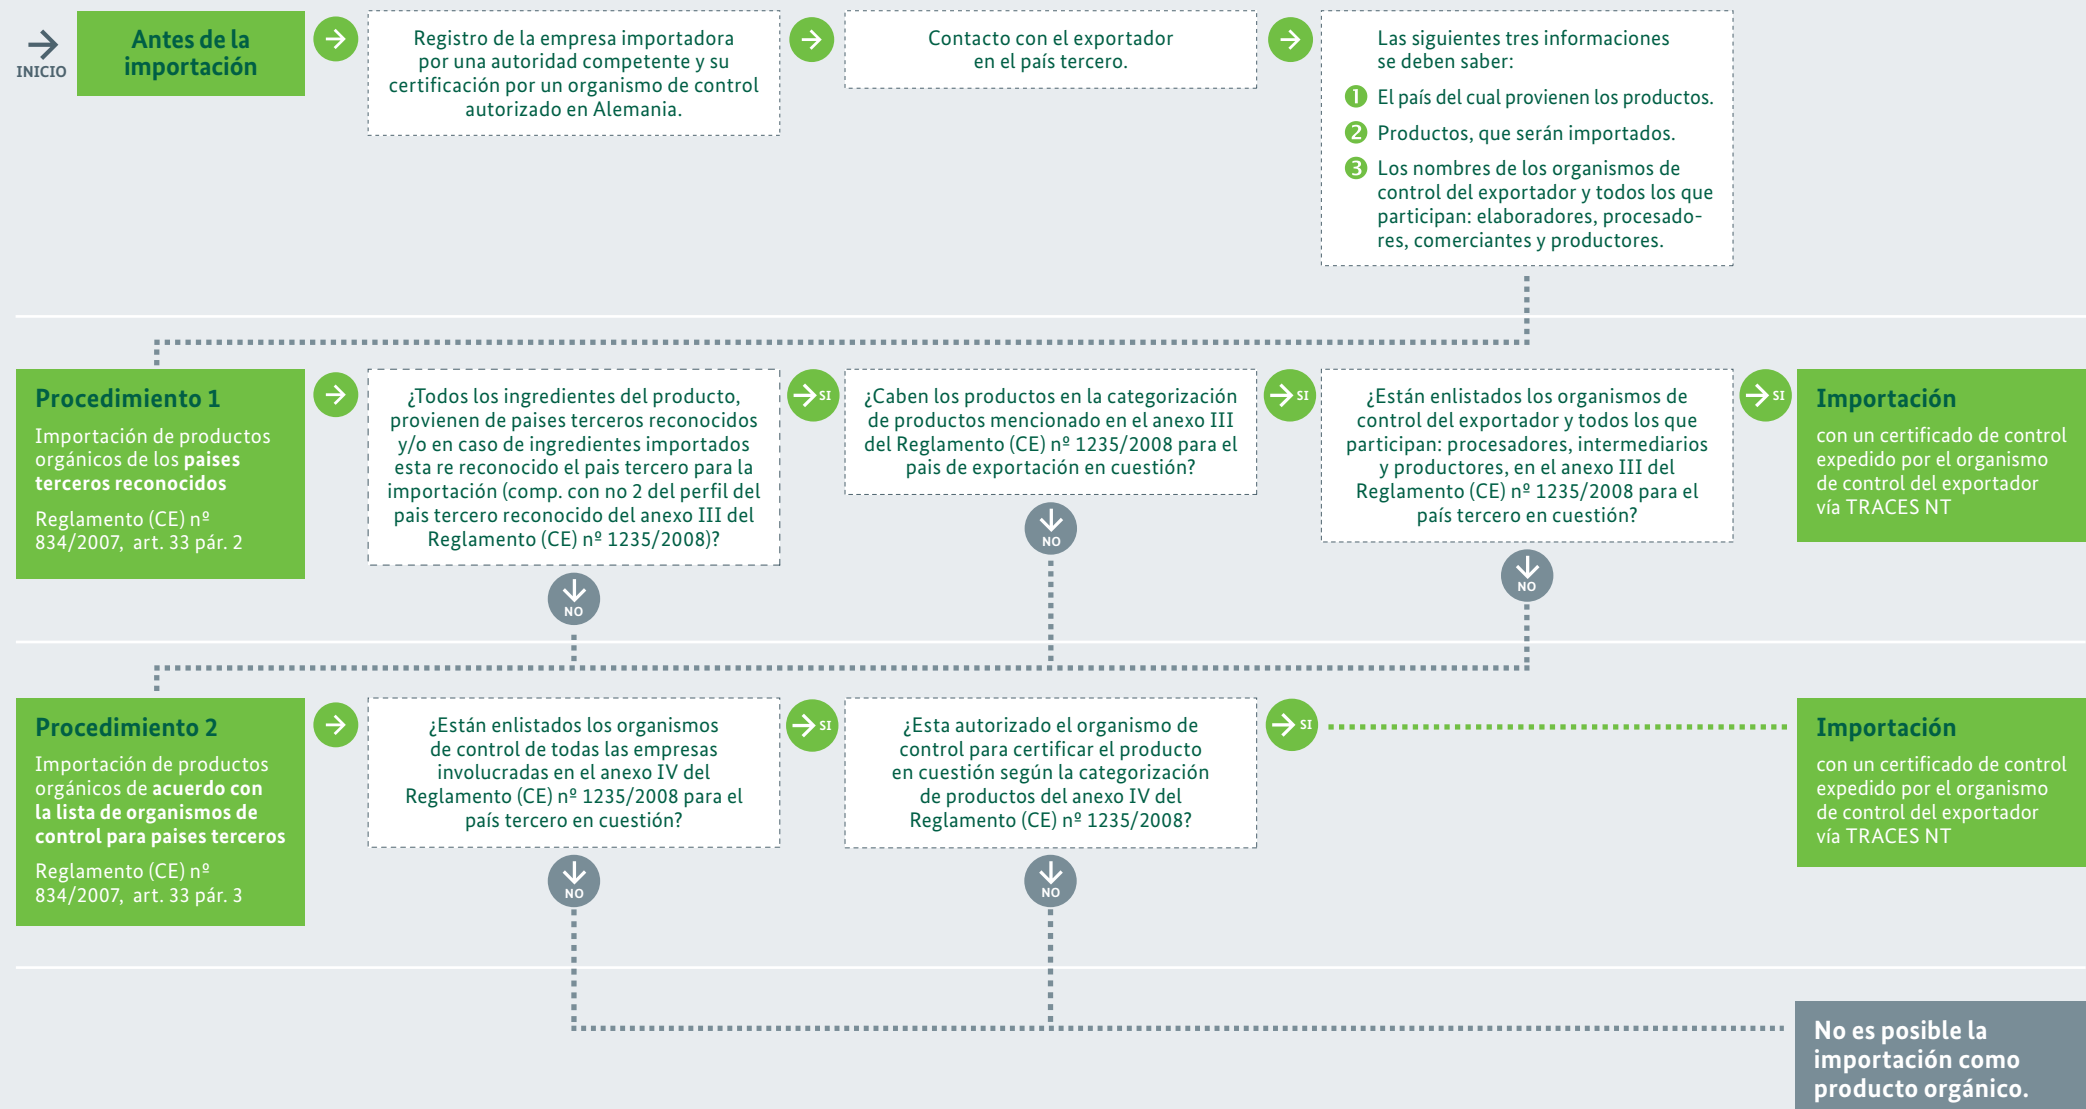 INICIO
Antes de la
importación
Registro de la empresa importadora
por una autoridad competente y su
certificación por un organismo de control
autorizado en Alemania.
Contacto con el exportador
en el país tercero.
Las siguientes tres informaciones
se deben saber:
1 El país del cual provienen los productos.
2 Productos, que serán importados.
3 Los nombres de los organismos de
control del exportador y todos los que
participan: elaboradores, procesado-
res, comerciantes y productores.
Procedimiento 1
Importación de productos
orgánicos de los paises
terceros reconocidos
Reglamento (CE) nº
834/2007, art. 33 pár. 2
¿Todos los ingredientes del producto,
provienen de paises terceros reconocidos
y/o en caso de ingredientes importados
esta re reconocido el pais tercero para la
importación (comp. con no 2 del perfil del
pais tercero reconocido del anexo III del
Reglamento (CE) nº 1235/2008)?
SI
NO
¿Caben los productos en la categorización
de productos mencionado en el anexo III
del Reglamento (CE) nº 1235/2008 para el
pais de exportación en cuestión?
SI
NO
¿Están enlistados los organismos de
control del exportador y todos los que
participan: procesadores, intermediarios
y productores, en el anexo III del
Reglamento (CE) nº 1235/2008 para el
país tercero en cuestión?
SI
NO
Importación
con un certificado de control
expedido por el organismo
de control del exportador
vía TRACES NT
Procedimiento 2
Importación de productos
orgánicos de acuerdo con
la lista de organismos de
control para paises terceros
Reglamento (CE) nº
834/2007, art. 33 pár. 3
¿Están enlistados los organismos
de control de todas las empresas
involucradas en el anexo IV del
Reglamento (CE) nº 1235/2008 para el
país tercero en cuestión?
SI
NO
¿Esta autorizado el organismo de
control para certificar el producto
en cuestión según la categorización
de productos del anexo IV del
Reglamento (CE) nº 1235/2008?
SI
NO
Importación
con un certificado de control
expedido por el organismo
de control del exportador
vía TRACES NT
No es posible la
importación como
producto orgánico.